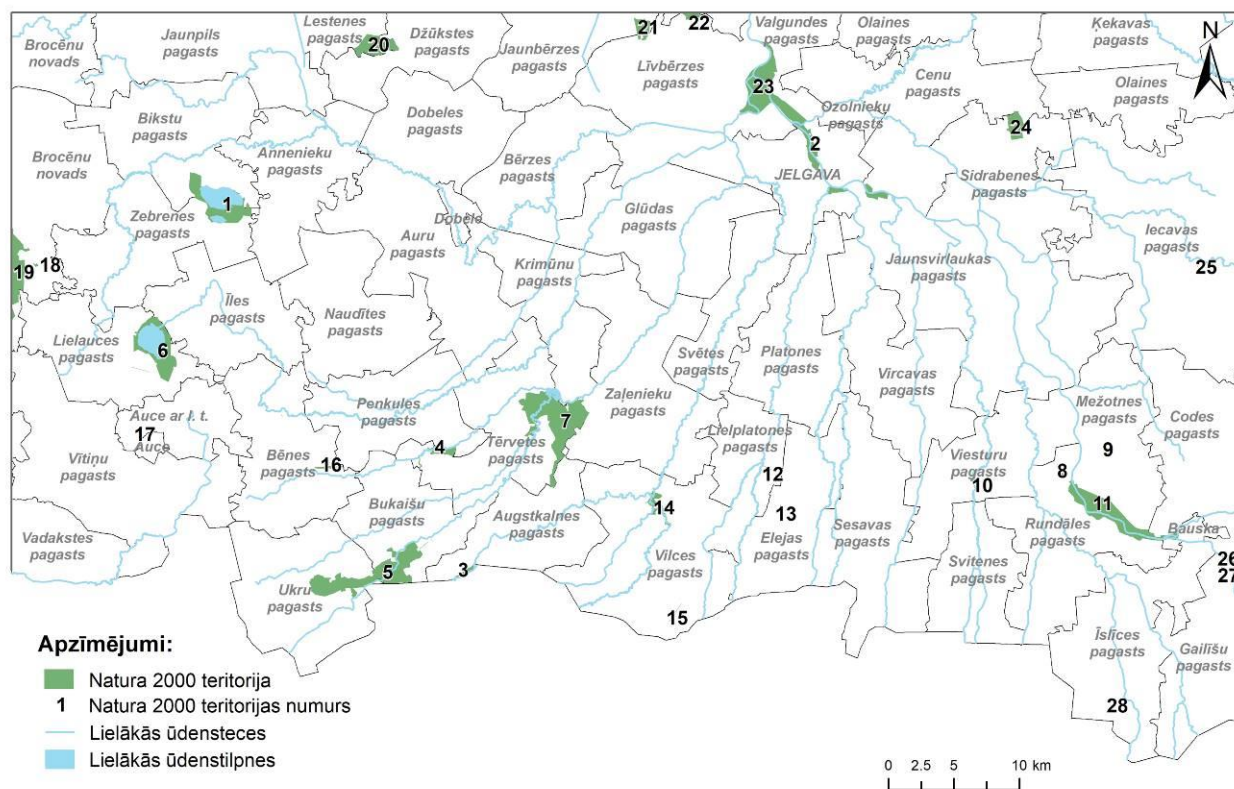 Brocēnu
novads
Jaunpils
pagasts
Lestenes
pagasts
20
Džūkstes
pagasts
Jaunbērzes
pagasts
21
22
Līvbērzes
pagasts
Valgundes
pagasts
Olaines
pagasts
Ķekavas
pagasts
N
23
Cenu
pagasts
Olaines
pagasts
Bikstu
pagasts
Dobeles
pagasts
Ozolnieku
pagasts
24
2
Brocēnu
novads
Annenieku
pagasts
Bērzes
pagasts
JELGAVA
Sidrabenes
pagasts
1
Zebrenes
pagasts
Dobele
Glūdas
pagasts
Auru
pagasts
Iecavas
pagasts
25
19
18
Krimūnu
pagasts
Jaunsvirlaukas
pagasts
Īles
pagasts
Naudītes
pagasts
Lielauces
pagasts
6
Svētes
pagasts
Platones
pagasts
Vircavas
pagasts
Penkules
pagasts
Zaļenieku
pagasts
Mežotnes
pagasts
Codes
pagasts
Auce ar l. t.
17
Auce
7
Tērvetes
pagasts
4
Lielplatones
pagasts
9
Vītiņu
pagasts
Bēnes
pagasts
16
12
Viesturu
pagasts
10
8
11
Bukaišu
pagasts
Augstkalnes
pagasts
14
13
Elejas
pagasts
Sesavas
pagasts
Rundāles
pagasts
Bauska
Vadakstes
pagasts
5
3
Vilces
pagasts
Svitenes
pagasts
26
27
Ukru
pagasts
15
Īslīces
pagasts
Gailīšu
pagasts
28
Apzīmējumi:
Natura 2000 teritorija
1 Natura 2000 teritorijas numurs
Lielākās ūdensteces
Lielākās ūdenstilpnes
0 2.5 5 10 km